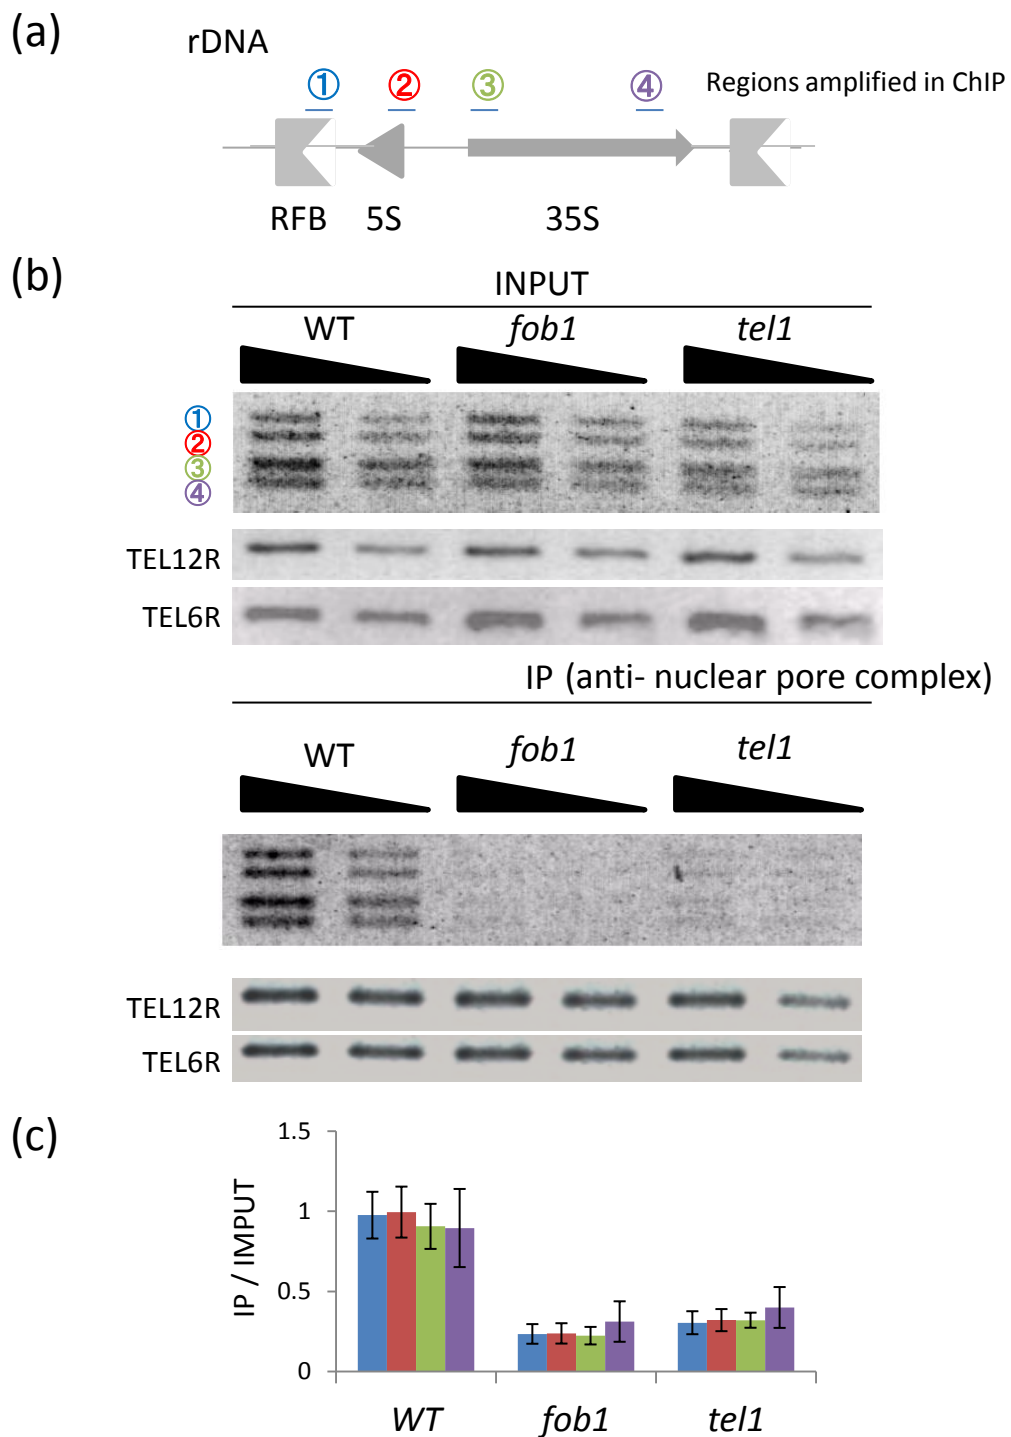 (a)
rDNA
① ② ③ ④ Regions amplified in ChIP
RFB 5S 35S
(b)
INPUT
WT fob1 tel1
①
②
③
④
TEL12R
TEL6R
IP (anti- nuclear pore complex)
WT fob1 tel1
TEL12R
TEL6R
(c)
1.5
1
0.5
0
IP / IMPUT
WT fob1 tel1